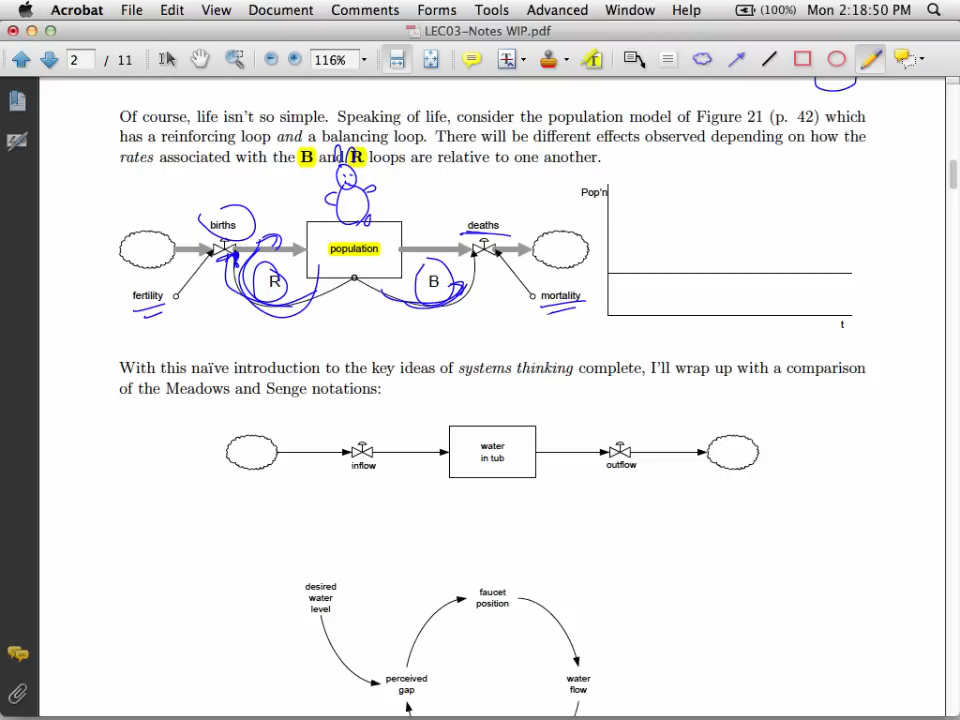 Acrobat File Edit View Document Comments Forms Tools Advanced Window Help (100%) Mon 2:18:50 PM
LEC03-Notes WIP.pdf
2 / 11 116%
Of course, life isn't so simple. Speaking of life, consider the population model of Figure 21 (p. 42) which
has a reinforcing loop and a balancing loop. There will be different effects observed depending on how the
rates associated with the B and R loops are relative to one another.
Pop'n
births
deaths
population
R
B
fertility
mortality
t
With this naïve introduction to the key ideas of systems thinking complete, I'll wrap up with a comparison
of the Meadows and Senge notations:
water
in tub
inflow
outflow
desired
water
level
faucet
position
perceived
gap
water
flow